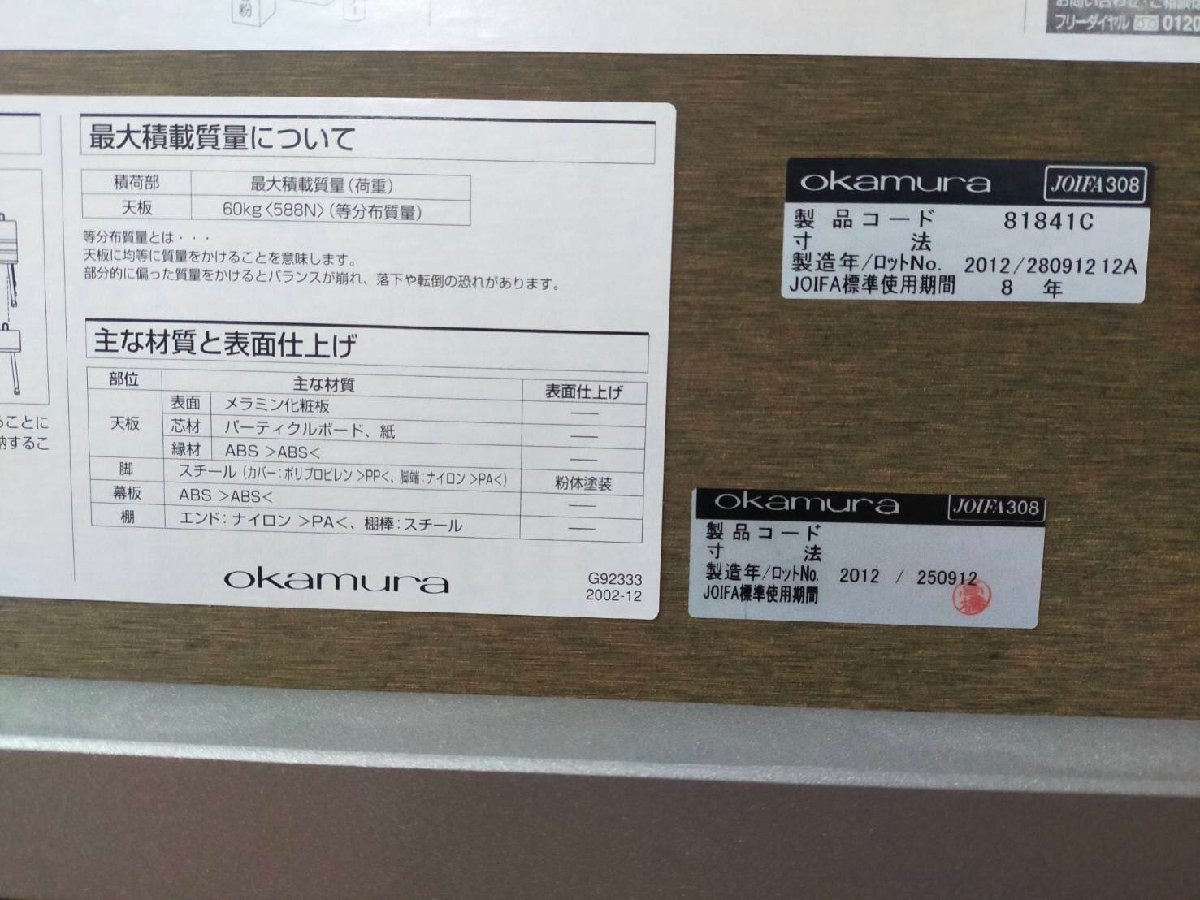 粉
フリーダイヤル 0120
最大積載質量について
積荷部 最大積載質量(荷重)
天板 60kg〈588N〉(等分布質量)
等分布質量とは・・・
天板に均等に質量をかけることを意味します。
部分的に偏った質量をかけるとバランスが崩れ、落下や転倒の恐れがあります。
ることに
納するこ
主な材質と表面仕上げ
部位 主な材質 表面仕上げ
天板 表面 メラミン化粧板 —
芯材 パーティクルボード、紙 —
縁材 ABS >ABS< —
脚 スチール(カバー:ポリプロピレン>PP<、脚端:ナイロン>PA<) 粉体塗装
幕板 ABS >ABS< —
棚 エンド:ナイロン >PA<、棚棒:スチール —
okamura
G92333
2002-12
okamura JOIFA308
製品コード 81841C
寸法
製造年/ロットNo. 2012/280912 12A
JOIFA標準使用期間 8 年
okamura JOIFA308
製品コード
寸法
製造年/ロットNo. 2012 / 250912
JOIFA標準使用期間